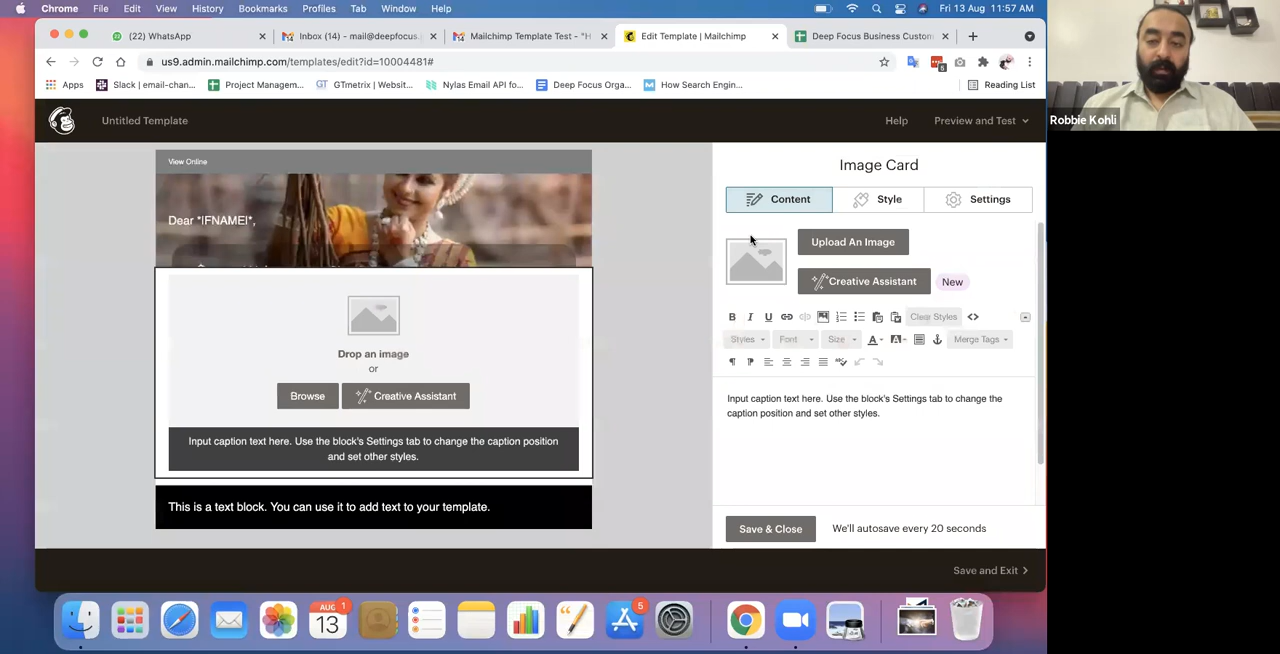 Chrome File Edit View History Bookmarks Profiles Tab Window Help Fri 13 Aug 11:57 AM
(22) WhatsApp Inbox (14) - mail@deepfocus. Mailchimp Template Test - "H Edit Template | Mailchimp Deep Focus Business Custom
us9.admin.mailchimp.com/templates/edit?id=10004481#
Apps Slack | email-chan... Project Managem... GT GTmetrix | Websit... Nylas Email API fo... Deep Focus Orga... How Search Engin... Reading List
6
Robbie Kohli
Untitled Template Help Preview and Test
View Online
Dear *IFNAMEI*,
Image Card
Content Style Settings
Upload An Image
Creative Assistant New
B I U Clear Styles <>
Styles Font Size A A Merge Tags
Drop an image
or
Browse Creative Assistant
Input caption text here. Use the block's Settings tab to change the caption position
and set other styles.
Input caption text here. Use the block's Settings tab to change the
caption position and set other styles.
This is a text block. You can use it to add text to your template.
Save & Close We'll autosave every 20 seconds
Save and Exit
AUG 1
13
5